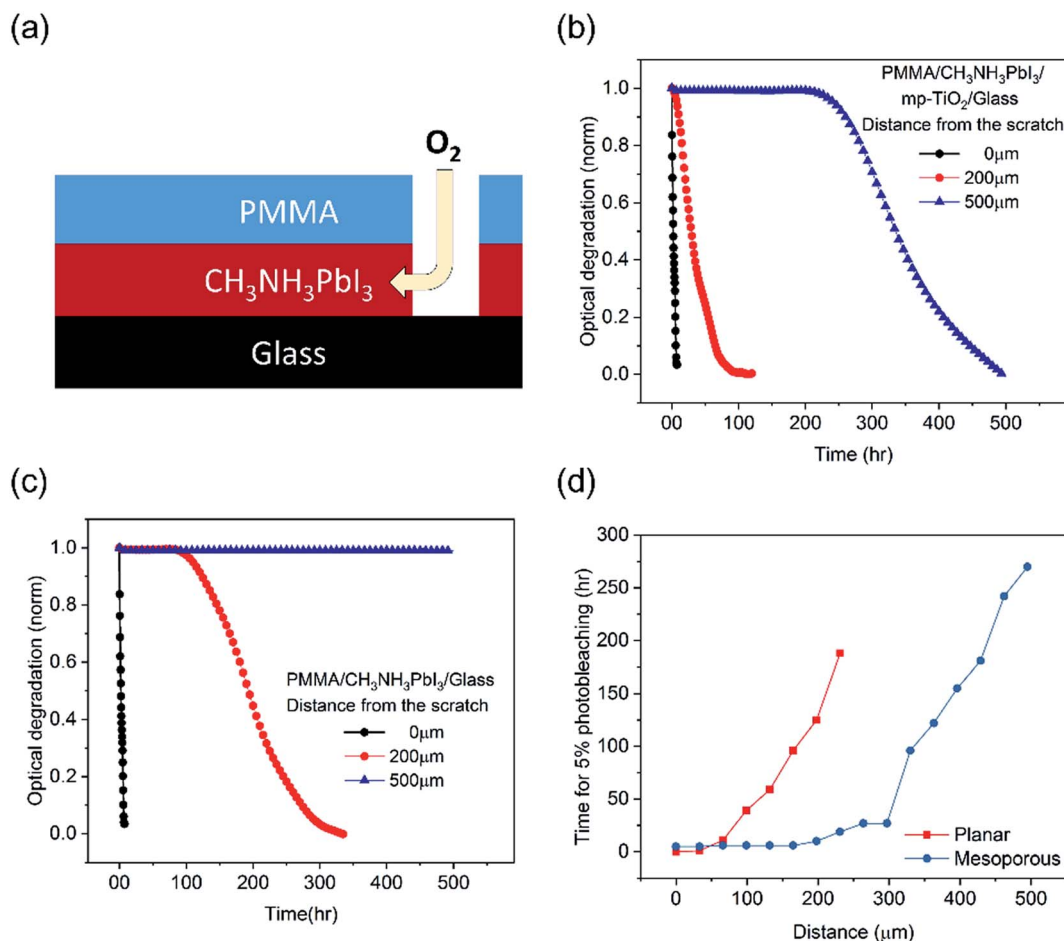 (a)
O₂
PMMA
CH₃NH₃PbI₃
Glass
(b)
PMMA/CH₃NH₃PbI₃/
mp-TiO₂/Glass
Distance from the scratch
0μm
200μm
500μm
1.0
0.8
0.6
0.4
0.2
0.0
Optical degradation (norm)
00 100 200 300 400 500
Time (hr)
(c)
PMMA/CH₃NH₃PbI₃/Glass
Distance from the scratch
0μm
200μm
500μm
1.0
0.8
0.6
0.4
0.2
0.0
Optical degradation (norm)
00 100 200 300 400 500
Time(hr)
(d)
300
250
200
150
100
50
0
Time for 5% photobleaching (hr)
Planar
Mesoporous
0 100 200 300 400 500
Distance (μm)